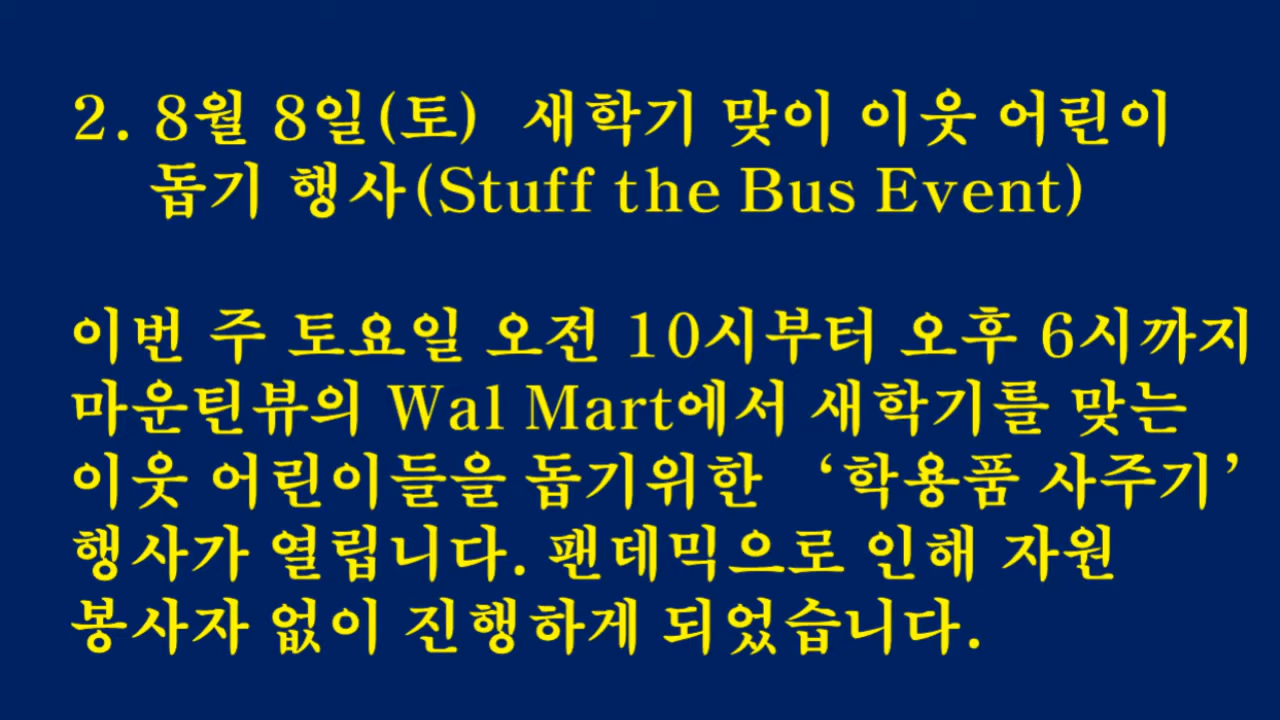 2. 8월 8일(토) 새학기 맞이 이웃 어린이
돕기 행사(Stuff the Bus Event)
이번 주 토요일 오전 10시부터 오후 6시까지
마운틴뷰의 Wal Mart에서 새학기를 맞는
이웃 어린이들을 돕기위한 ‘학용품 사주기’
행사가 열립니다. 팬데믹으로 인해 자원
봉사자 없이 진행하게 되었습니다.